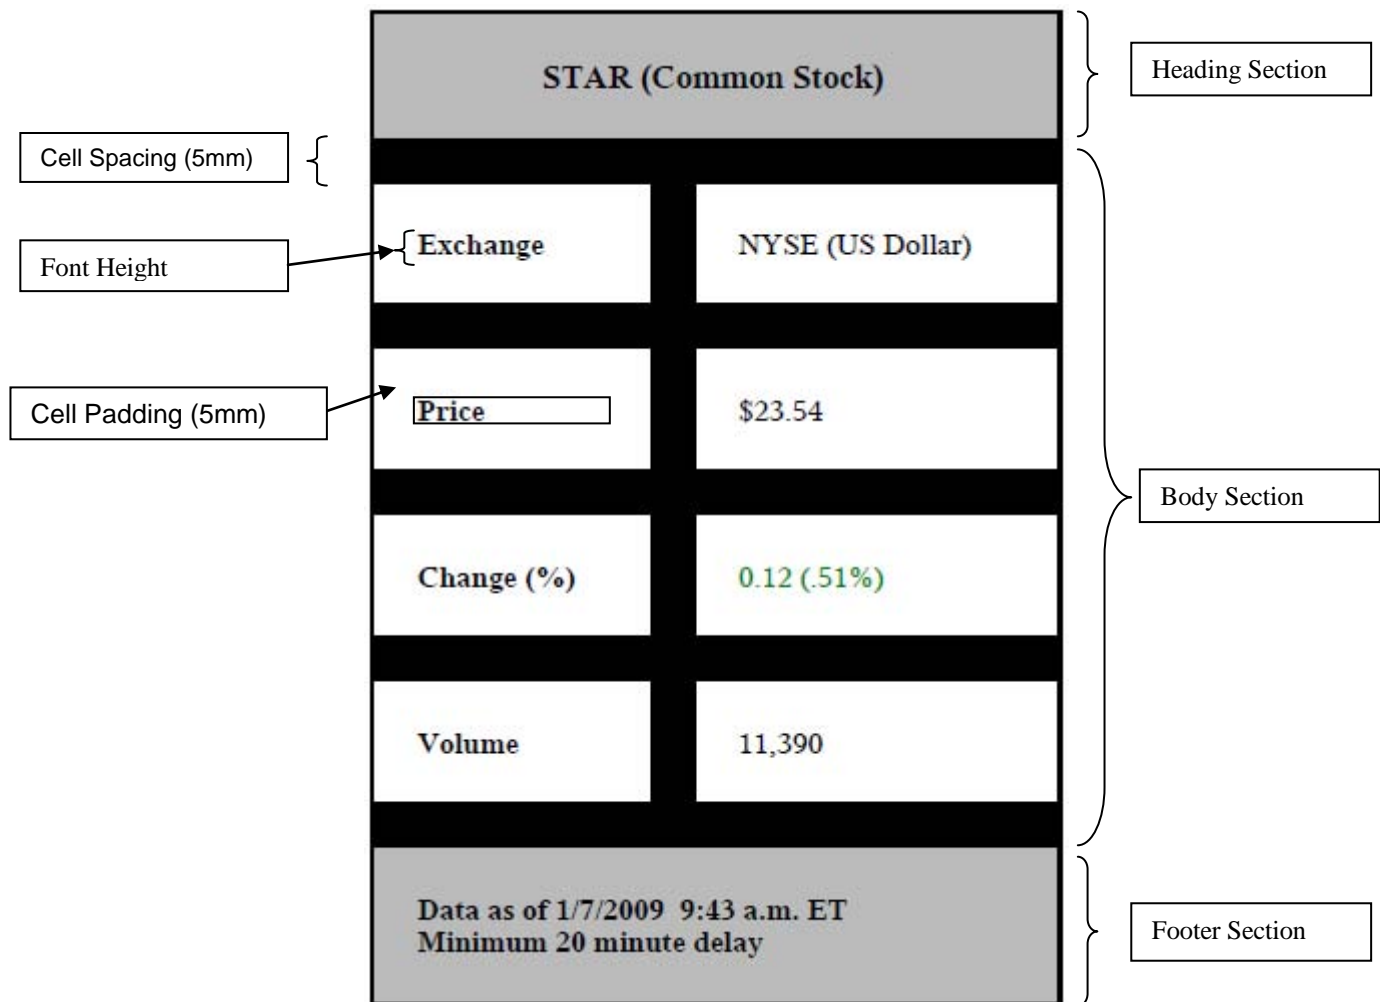 STAR (Common Stock)
Heading Section
Cell Spacing (5mm)
Exchange
NYSE (US Dollar)
Font Height
Cell Padding (5mm)
Price
$23.54
Body Section
Change (%)
0.12 (.51%)
Volume
11,390
Data as of 1/7/2009  9:43 a.m. ET
Minimum 20 minute delay
Footer Section